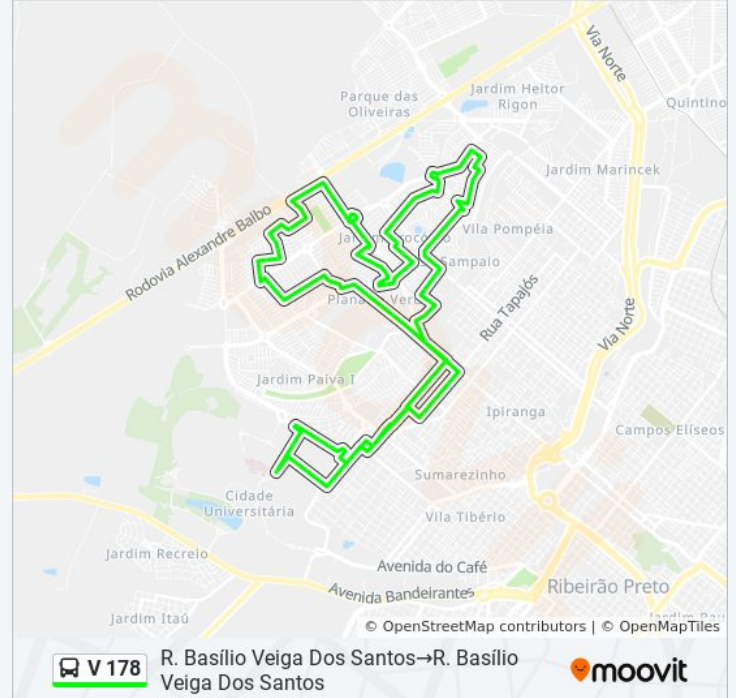 Via Norte
Jardim Heitor
Rigon
Parque das
Oliveiras
Quintino
Jardim Marincek
Rodovia Alexandre Balbo
Vila Pompéia
Sampaio
Rua Tapajós
Via Norte
Jardim Paiva I
Ipiranga
Campos Elíseos
Sumarezinho
Cidade
Universitária
Vila Tibério
Jardim Recreio
Avenida do Café
Avenida Bandeirantes
Ribeirão Preto
Jardim Itaú
© OpenStreetMap contributors | © OpenMapTiles
V 178
R. Basílio Veiga Dos Santos→R. Basílio
Veiga Dos Santos
moovit